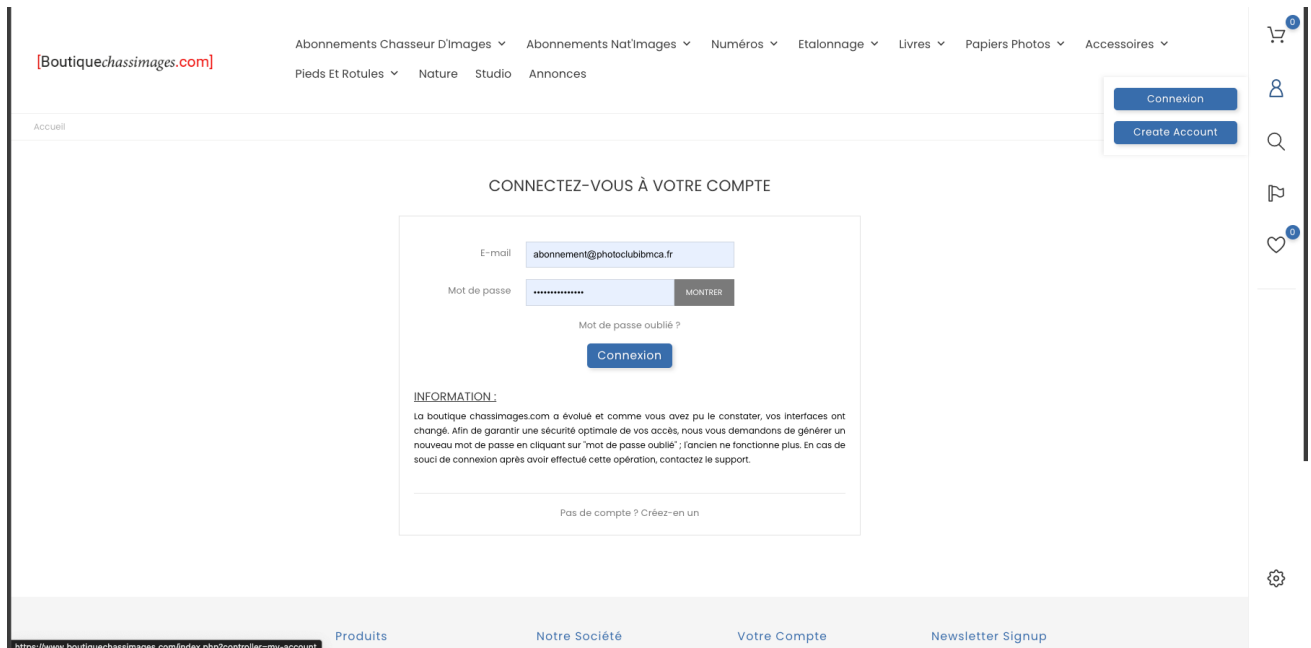 0
Abonnements Chasseur D'Images Abonnements Nat'Images Numéros Etalonnage Livres Papiers Photos Accessoires
[Boutiquechassimages.com]
Pieds Et Rotules Nature Studio Annonces
Connexion
Create Account
Accueil
CONNECTEZ-VOUS À VOTRE COMPTE
E-mail abonnement@photoclubibmca.fr
0
Mot de passe ••••••••••••••• MONTRER
Mot de passe oublié ?
Connexion
INFORMATION :
La boutique chassimages.com a évolué et comme vous avez pu le constater, vos interfaces ont
changé. Afin de garantir une sécurité optimale de vos accès, nous vous demandons de générer un
nouveau mot de passe en cliquant sur "mot de passe oublié" ; l'ancien ne fonctionne plus. En cas de
souci de connexion après avoir effectué cette opération, contactez le support.
Pas de compte ? Créez-en un
Produits Notre Société Votre Compte Newsletter Signup
https://www.boutiquechassimages.com/index.php?controller=my-account